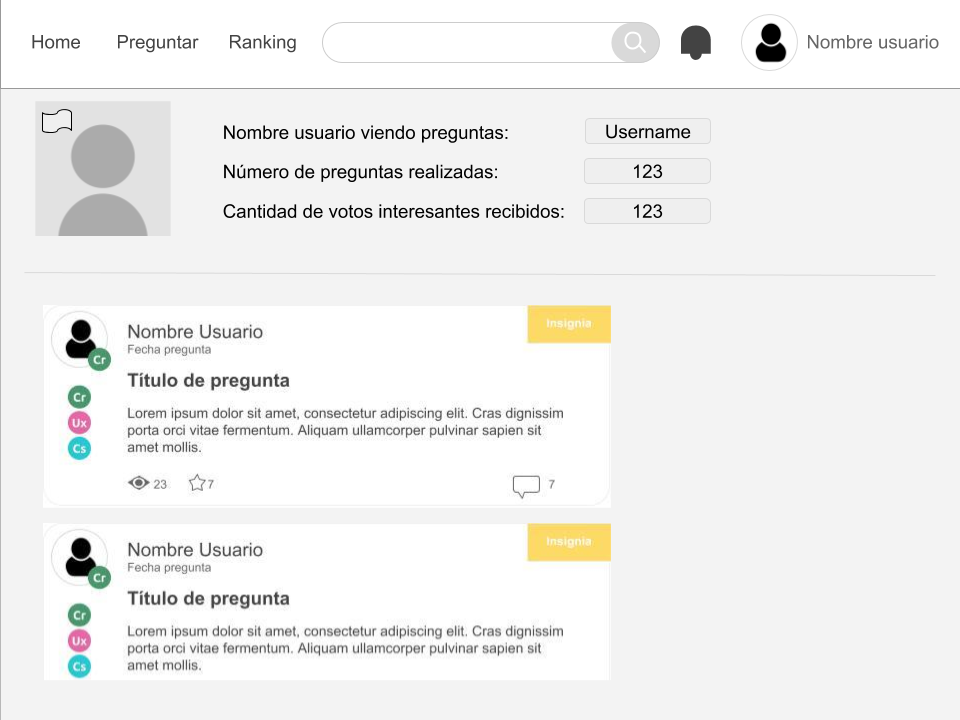 Home Preguntar Ranking Nombre usuario
Nombre usuario viendo preguntas: Username
Número de preguntas realizadas: 123
Cantidad de votos interesantes recibidos: 123
Insignia
Nombre Usuario
Fecha pregunta
Cr
Título de pregunta
Cr
Lorem ipsum dolor sit amet, consectetur adipiscing elit. Cras dignissim
Ux
porta orci vitae fermentum. Aliquam ullamcorper pulvinar sapien sit
Cs
amet mollis.
23 7 7
Insignia
Nombre Usuario
Fecha pregunta
Cr
Título de pregunta
Cr
Lorem ipsum dolor sit amet, consectetur adipiscing elit. Cras dignissim
Ux
porta orci vitae fermentum. Aliquam ullamcorper pulvinar sapien sit
Cs
amet mollis.